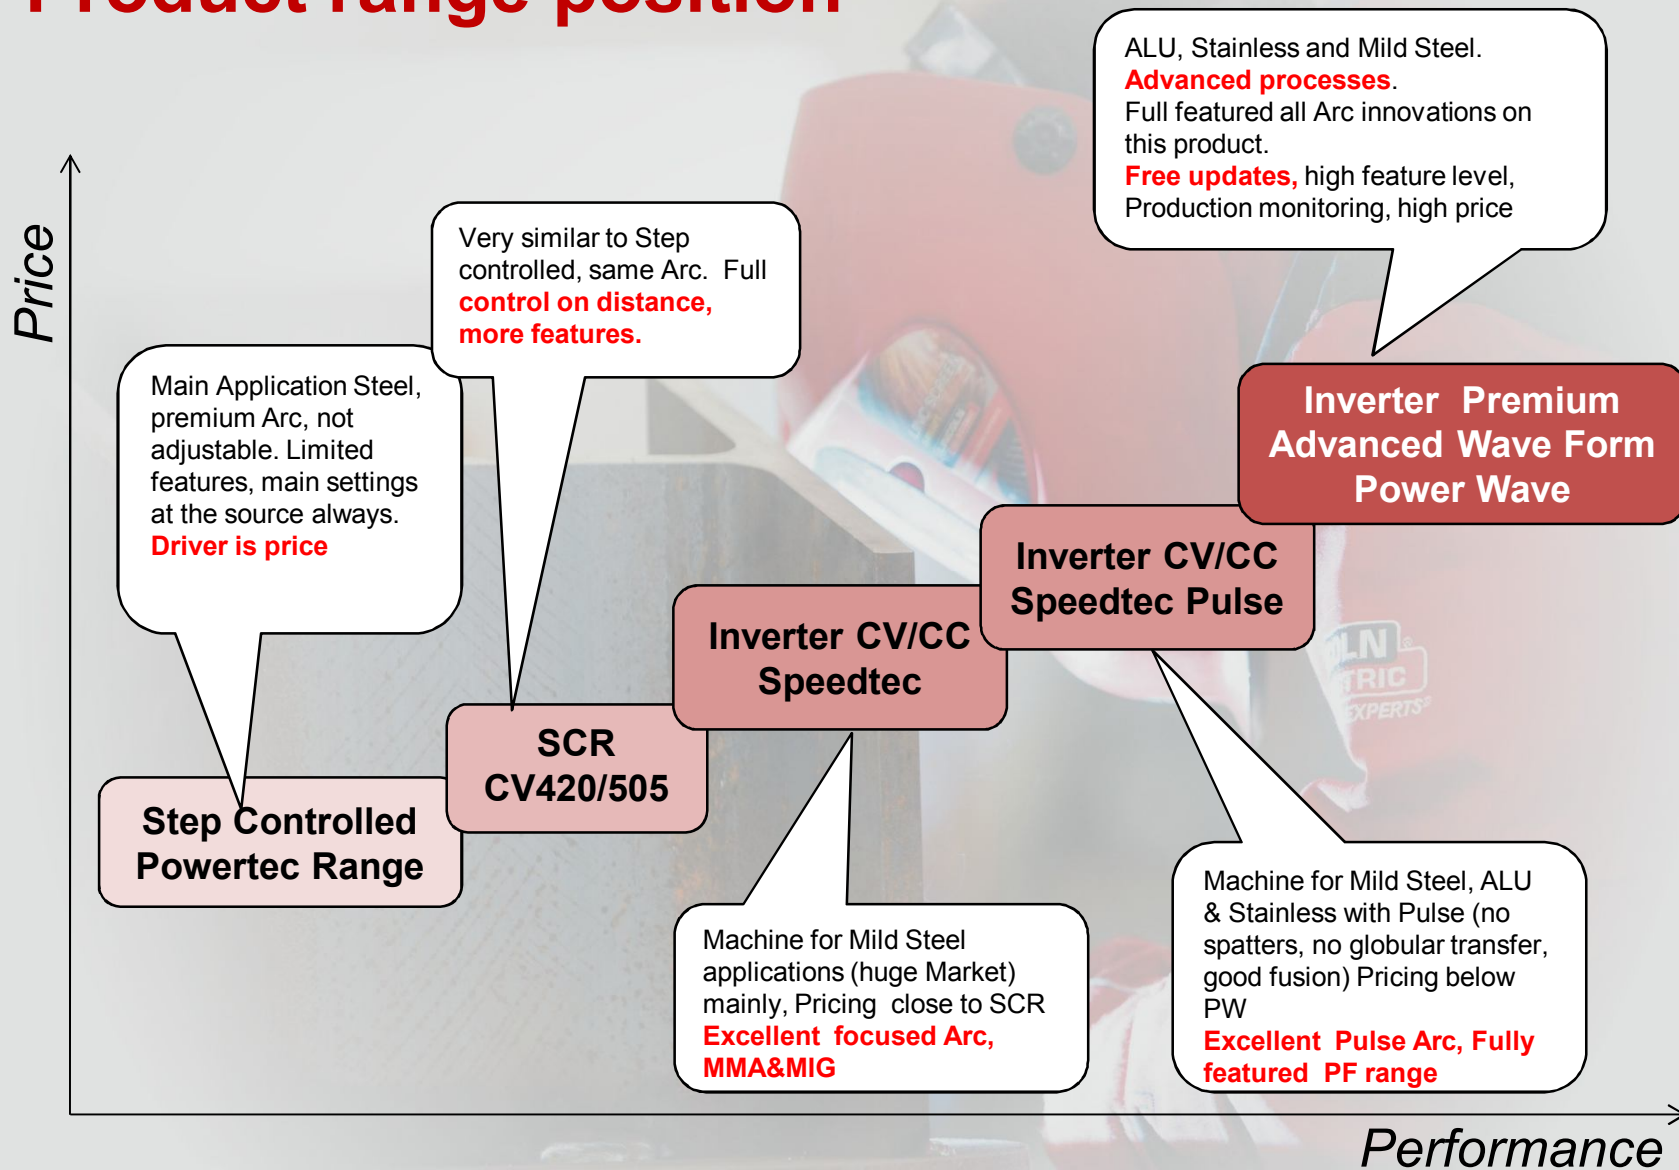 Product range position
ALU, Stainless and Mild Steel.
Advanced processes.
Full featured all Arc innovations on
this product.
Free updates, high feature level,
Production monitoring, high price
Price
Very similar to Step
controlled, same Arc. Full
control on distance,
more features.
Main Application Steel,
premium Arc, not
adjustable. Limited
features, main settings
at the source always.
Driver is price
Inverter Premium
Advanced Wave Form
Power Wave
Inverter CV/CC
Speedtec Pulse
Inverter CV/CC
Speedtec
SCR
CV420/505
Step Controlled
Powertec Range
Machine for Mild Steel
applications (huge Market)
mainly, Pricing close to SCR
Excellent focused Arc,
MMA&MIG
Machine for Mild Steel, ALU
& Stainless with Pulse (no
spatters, no globular transfer,
good fusion) Pricing below
PW
Excellent Pulse Arc, Fully
featured PF range
Performance
EXPERTS